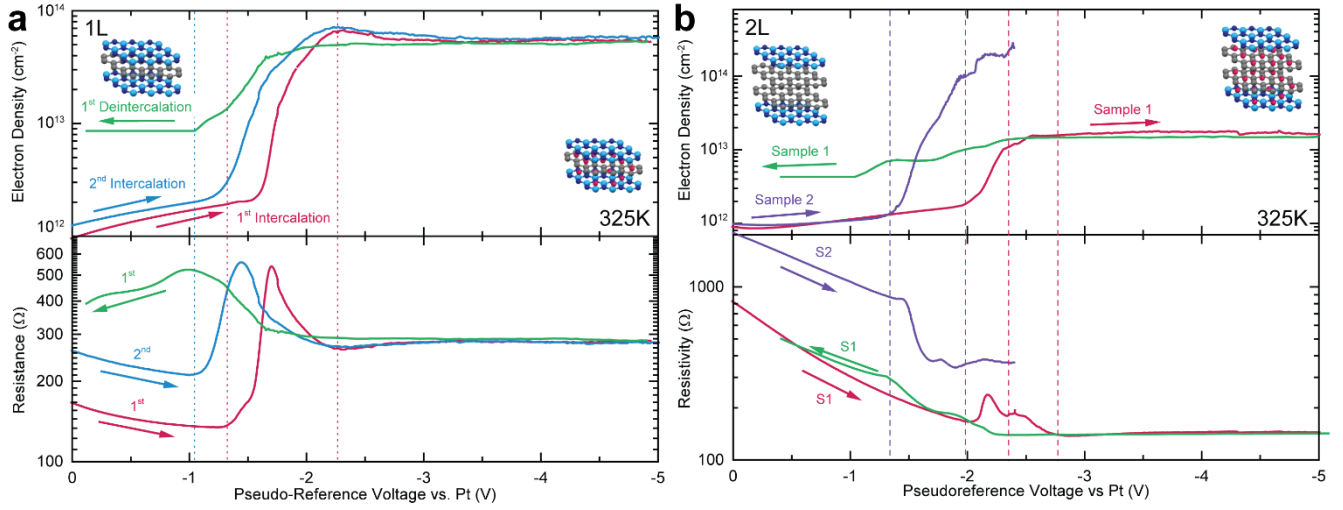 a
1L
10^14
10^13
10^12
Electron Density (cm^-2)
1st Deintercalation
2nd Intercalation
1st Intercalation
325K
600
500
400
300
200
100
Resistance (Ω)
1st
2nd
1st
0
-1
-2
-3
-4
-5
Pseudo-Reference Voltage vs. Pt (V)
b
2L
10^14
10^13
10^12
Electron Density (cm^-2)
Sample 1
Sample 1
Sample 2
325K
1000
100
Resistivity (Ω)
S2
S1
S1
0
-1
-2
-3
-4
-5
Pseudoreference Voltage vs Pt (V)